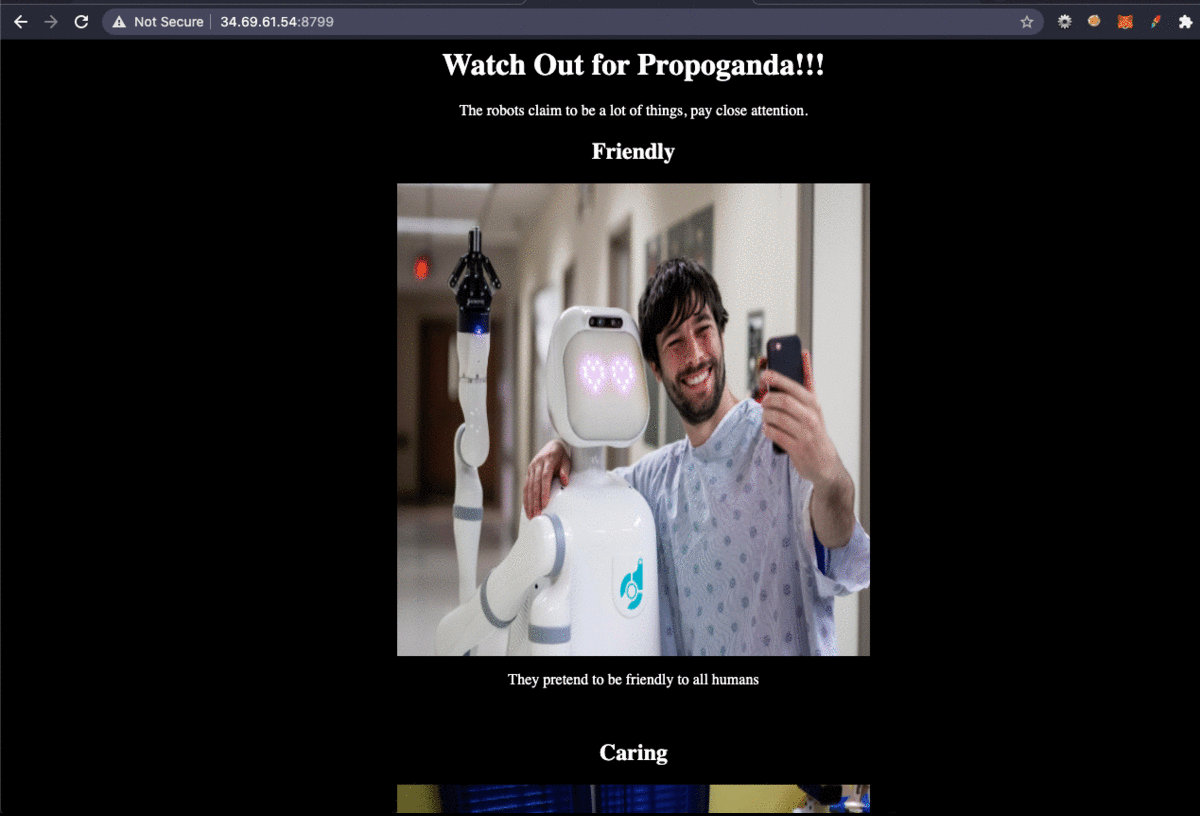 Not Secure | 34.69.61.54:8799
Watch Out for Propoganda!!!
The robots claim to be a lot of things, pay close attention.
Friendly
They pretend to be friendly to all humans
Caring